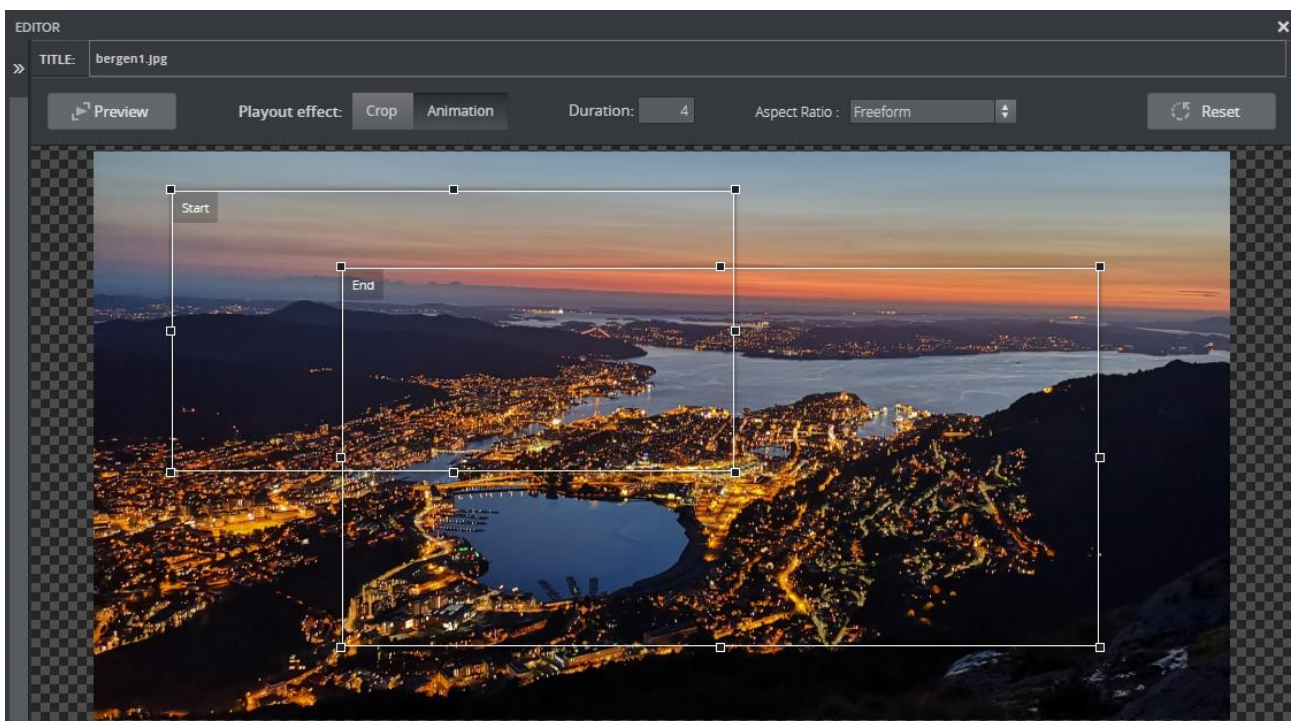 EDITOR
TITLE: bergen1.jpg
Preview Playout effect: Crop Animation Duration: 4 Aspect Ratio : Freeform Reset
Start
End